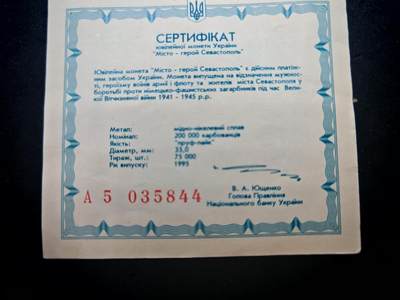 СЕРТИФІКАТ
ювілейної монети України
"Місто - герой Севастополь"
Ювілейна монета "Місто - герой Севастополь" є дійсним платіж-
ним засобом України. Монета випущена на відзначення мужнос-
ті, героїзму воїнів армії і флоту та жителів міста Севастополя у
боротьбі проти німецько-фашистських загарбників під час Вели-
кої Вітчизняної війни 1941 - 1945 р.р.
Метал: мідно-нікелевий сплав
Номінал: 200 000 карбованців
Якість: "пруф-лайк"
Діаметр, мм: 33,0
Тираж, шт.: 75 000
Рік випуску: 1995
А 5 035844
В. А. Ющенко
Голова Правління
Національного банку України